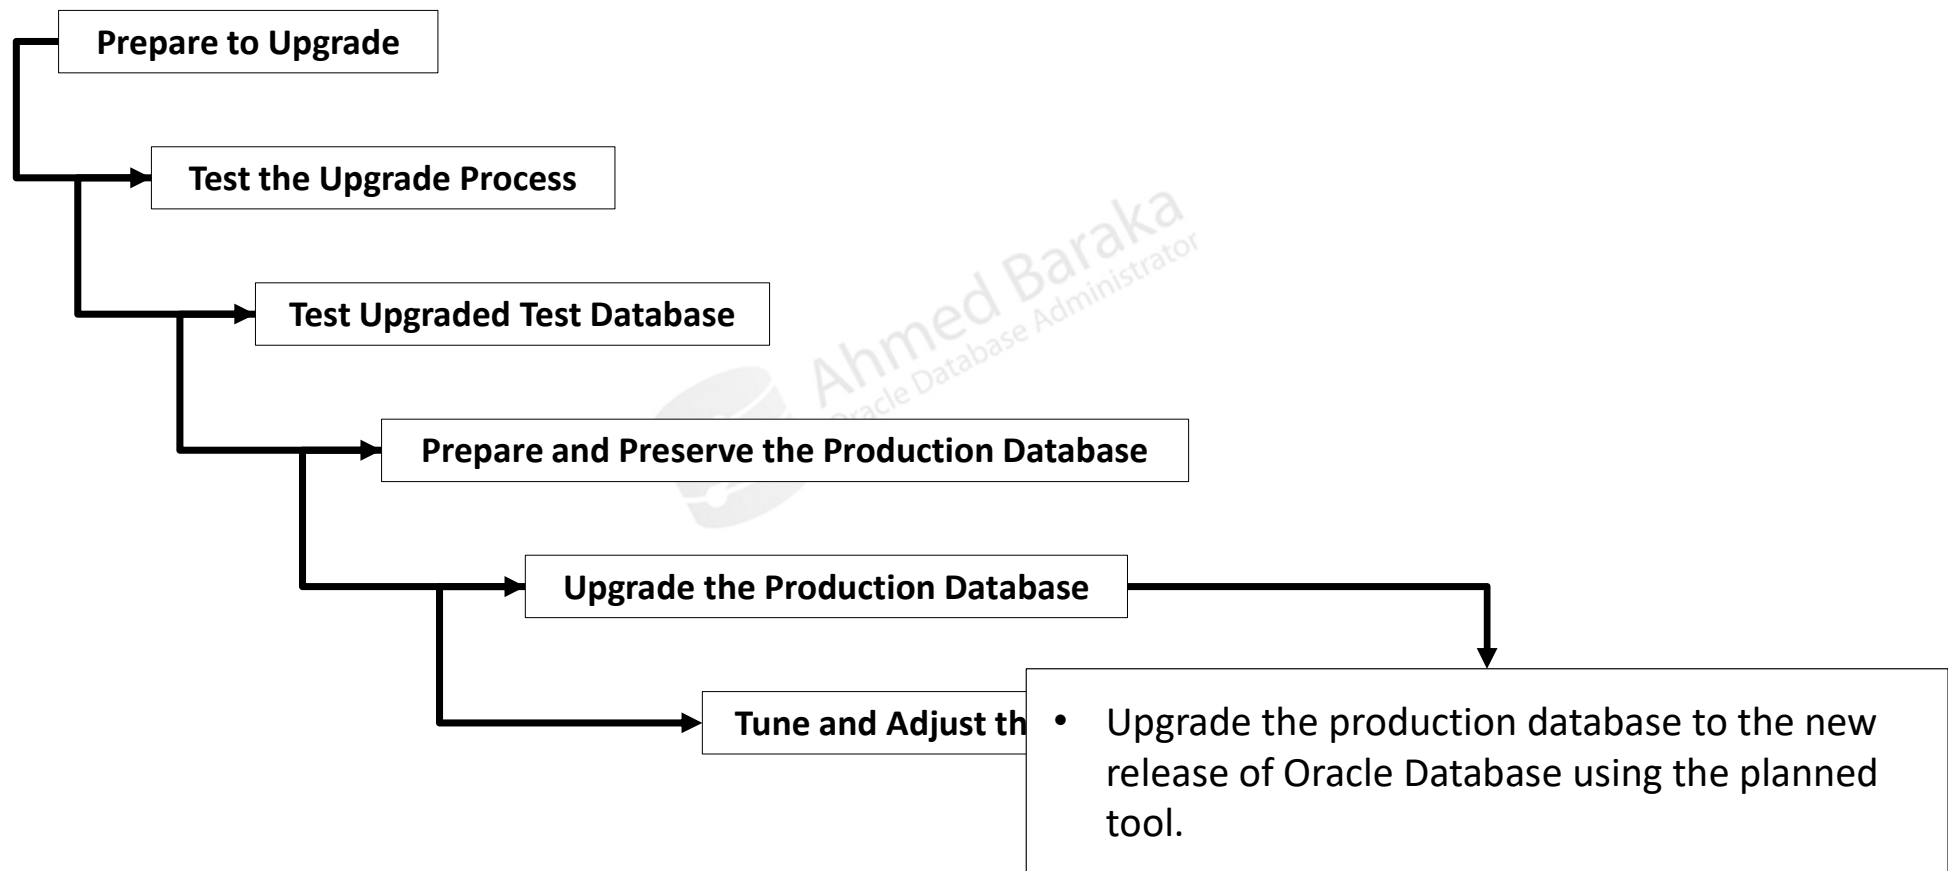 Prepare to Upgrade
Test the Upgrade Process
Ahmed Baraka
Oracle Database Administrator
Test Upgraded Test Database
Prepare and Preserve the Production Database
Upgrade the Production Database
Tune and Adjust th
• Upgrade the production database to the new
release of Oracle Database using the planned
tool.